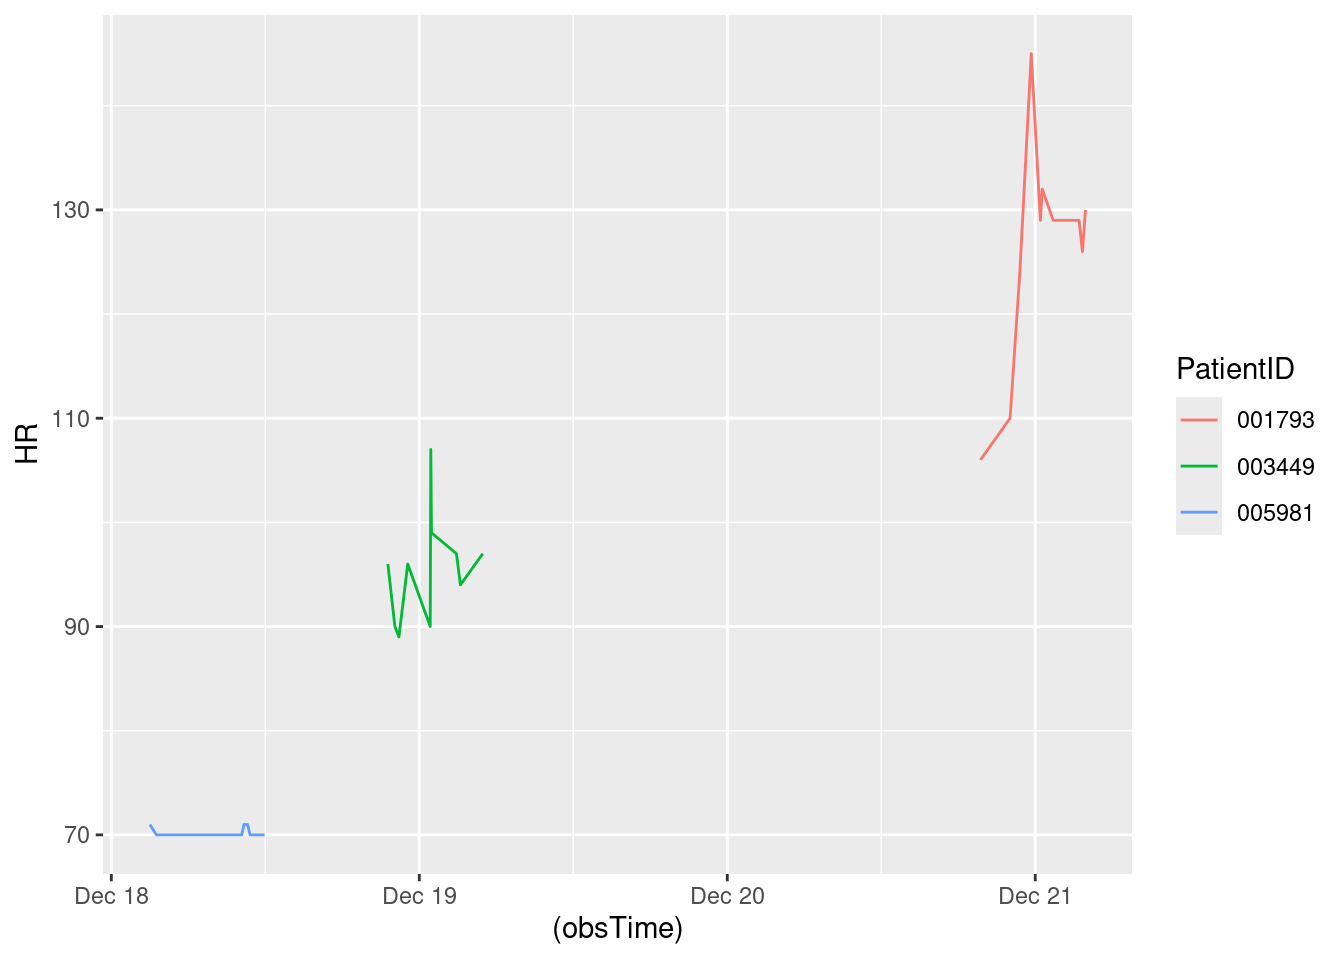 130
110
90
70
HR
Dec 18
Dec 19
Dec 20
Dec 21
(obsTime)
PatientID
001793
003449
005981